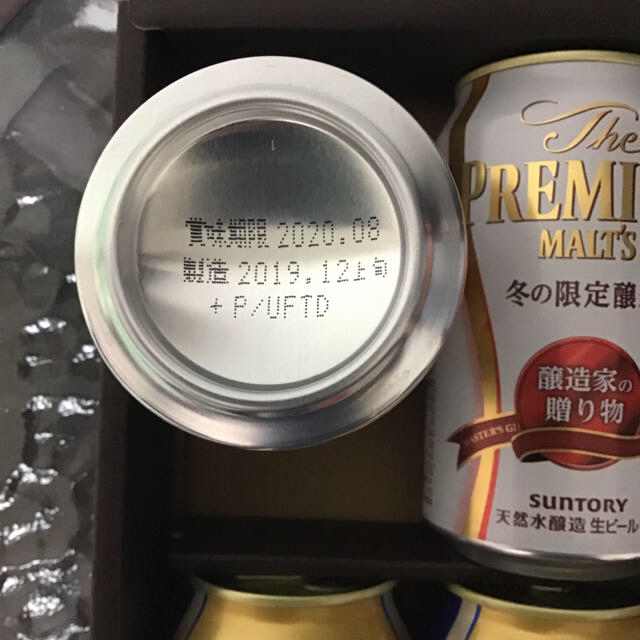 賞味期限 2020.08
製造 2019.12上旬
+ P/UFTD
The
PREMI
MALT'S
冬の限定醸
醸造家の
贈り物
MASTER'S GI
SUNTORY
天然水醸造生ビール